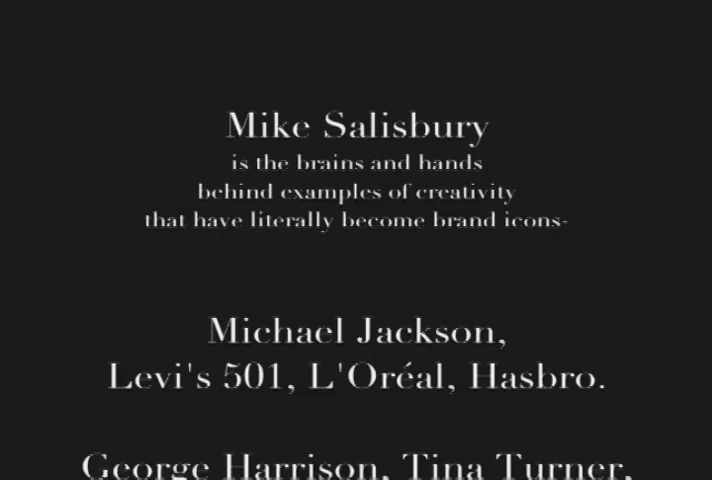 Mike Salisbury
is the brains and hands
behind examples of creativity
that have literally become brand icons-
Michael Jackson,
Levi's 501, L'Oréal, Hasbro.
George Harrison, Tina Turner,